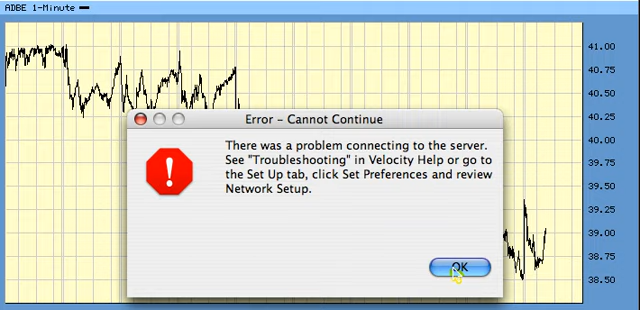 ADBE 1-Minute
41.00
40.75
40.50
40.25
40.00
39.75
39.50
39.25
39.00
38.75
38.50
Error - Cannot Continue
There was a problem connecting to the server.
See "Troubleshooting" in Velocity Help or go to
the Set Up tab, click Set Preferences and review
Network Setup.
OK